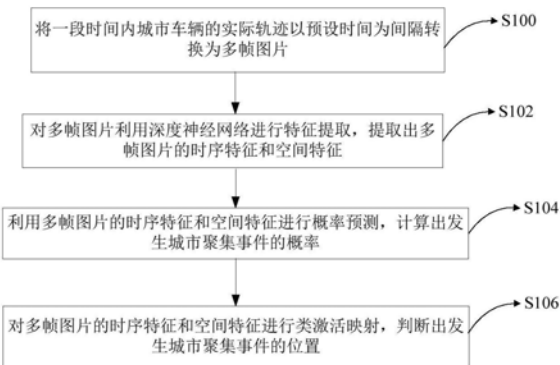 将一段时间内城市车辆的实际轨迹以预设时间为间隔转
换为多帧图片
S100
对多帧图片利用深度神经网络进行特征提取，提取出多
帧图片的时序特征和空间特征
S102
利用多帧图片的时序特征和空间特征进行概率预测，计算出发
生城市聚集事件的概率
S104
对多帧图片的时序特征和空间特征进行类激活映射，判断出发
生城市聚集事件的位置
S106